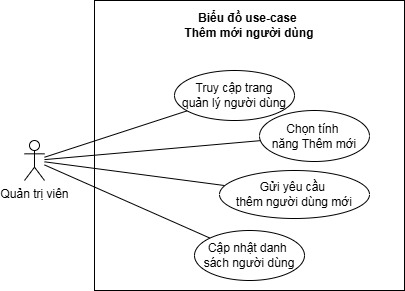 Biểu đồ use-case
Thêm mới người dùng
Truy cập trang
quản lý người dùng
Chọn tính
năng Thêm mới
Quản trị viên
Gửi yêu cầu
thêm người dùng mới
Cập nhật danh
sách người dùng